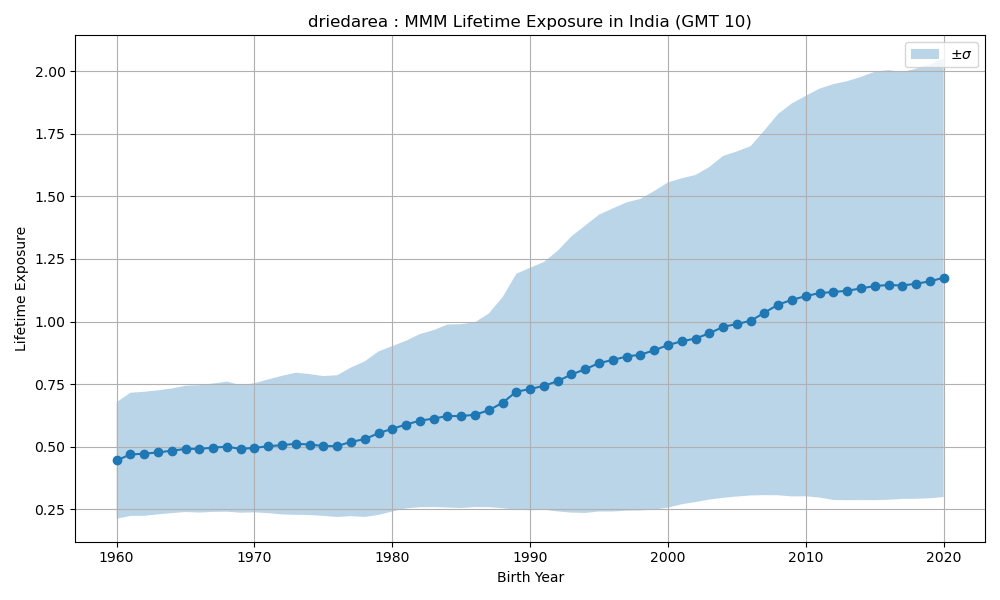 driedarea : MMM Lifetime Exposure in India (GMT 10)
±σ
Lifetime Exposure
2.00
1.75
1.50
1.25
1.00
0.75
0.50
0.25
1960 1970 1980 1990 2000 2010 2020
Birth Year